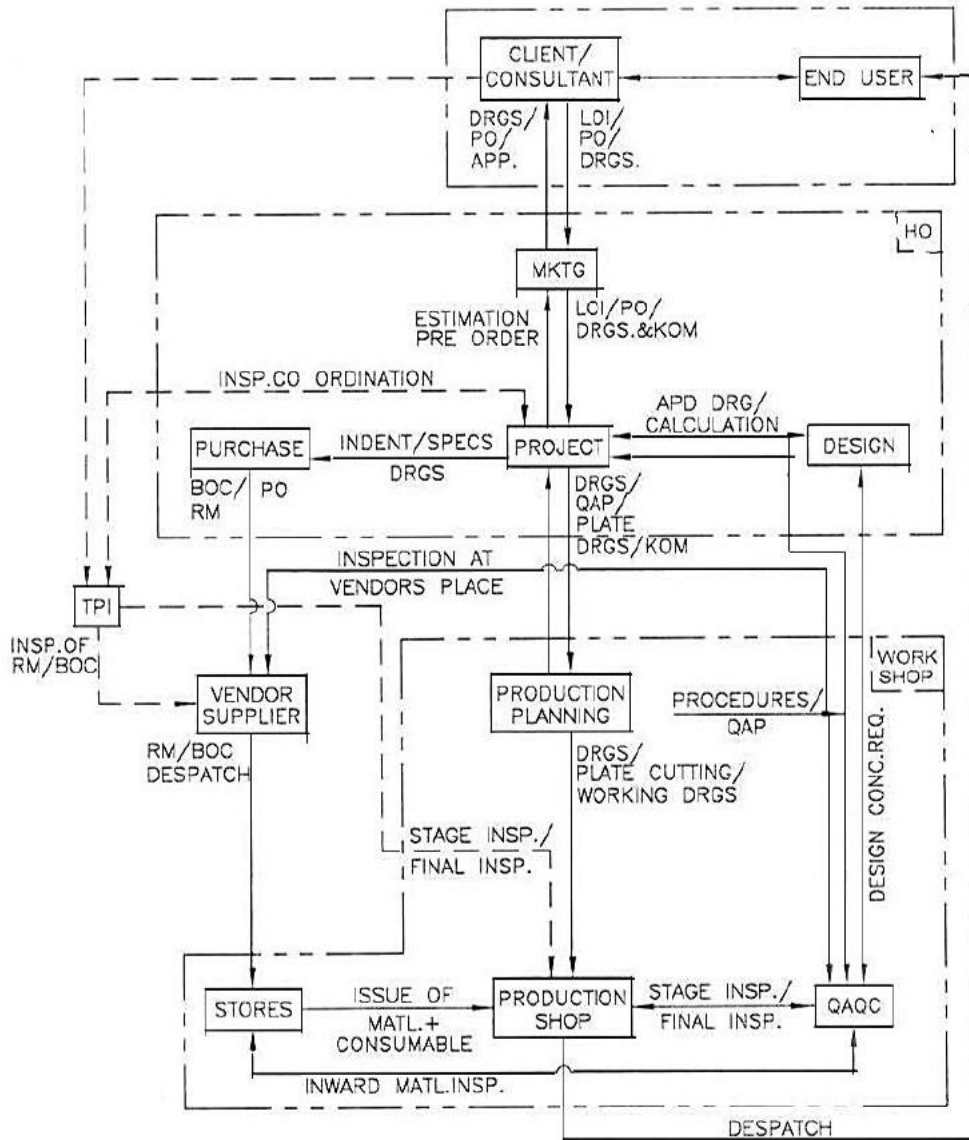 CLIENT/
CONSULTANT
END USER
DRGS/
PO/
APP.
LOI/
PO/
DRGS.
HO
MKTG
ESTIMATION
PRE ORDER
LOI/PO/
DRGS.&KOM
INSP.CO ORDINATION
APD DRG/
CALCULATION
PURCHASE
INDENT/SPECS
DRGS
PROJECT
DESIGN
BOC/
RM
PO
DRGS/
QAP/
PLATE
DRGS/KOM
INSPECTION AT
VENDORS PLACE
TPI
INSP.OF
RM/BOC
WORK
SHOP
VENDOR
SUPPLIER
PRODUCTION
PLANNING
PROCEDURES/
QAP
RM/BOC
DESPATCH
DRGS/
PLATE CUTTING/
WORKING DRGS
DESIGN CONC.REQ.
STAGE INSP./
FINAL INSP.
STORES
ISSUE OF
MATL.+
CONSUMABLE
PRODUCTION
SHOP
STAGE INSP./
FINAL INSP.
QAQC
INWARD MATL.INSP.
DESPATCH